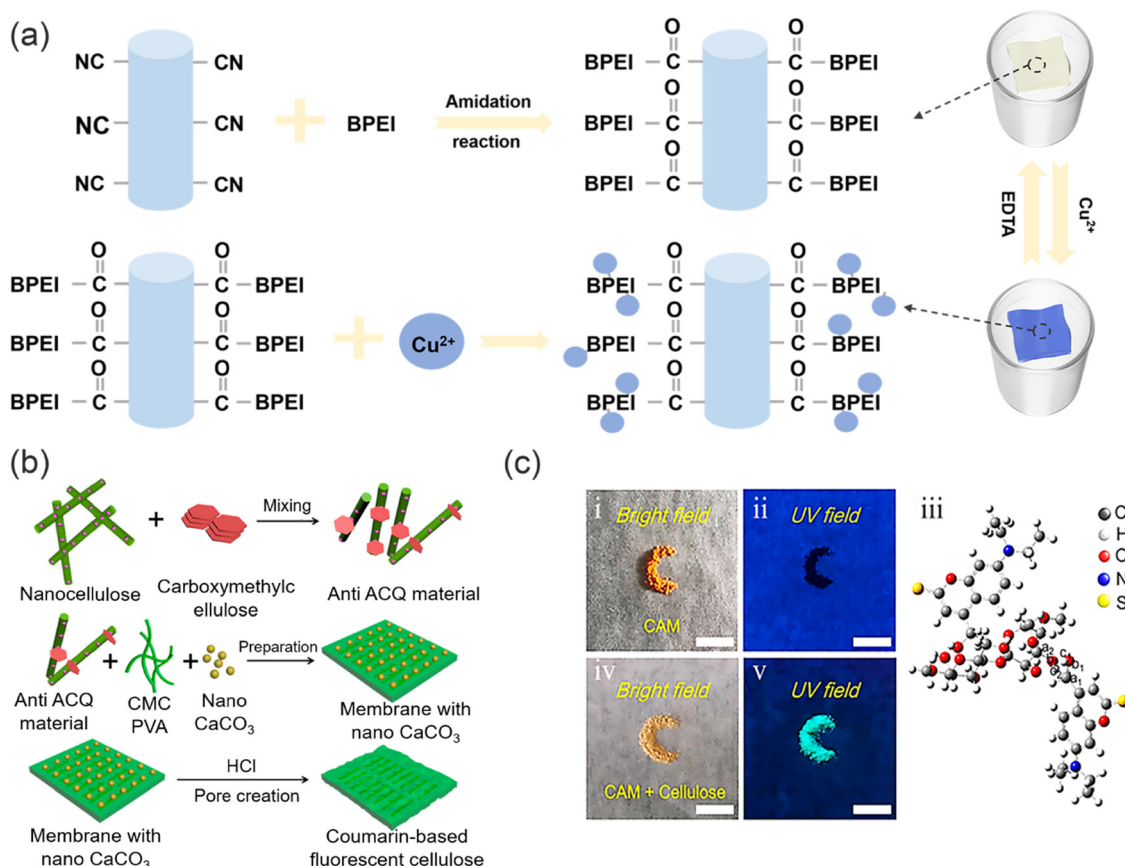 (a)
NC
CN
NC
CN
NC
CN
BPEI
Amidation
reaction
O
O
C
C
BPEI
BPEI
O
O
C
C
BPEI
BPEI
O
O
C
C
BPEI
BPEI
EDTA
Cu²⁺
O
O
C
C
BPEI
BPEI
O
O
C
C
BPEI
BPEI
O
O
C
C
BPEI
BPEI
Cu²⁺
O
O
C
C
BPEI
BPEI
O
O
C
C
BPEI
BPEI
O
O
C
C
BPEI
BPEI
(b)
+
Mixing
Nanocellulose
Carboxymethylc
ellulose
Anti ACQ material
+
+
Preparation
Anti ACQ
material
CMC
PVA
Nano
CaCO₃
Membrane with
nano CaCO₃
HCl
Pore creation
Membrane with
nano CaCO₃
Coumarin-based
fluorescent cellulose
(c)
i
Bright field
CAM
ii
UV field
iii
C
H
O
N
S
iv
Bright field
CAM + Cellulose
v
UV field